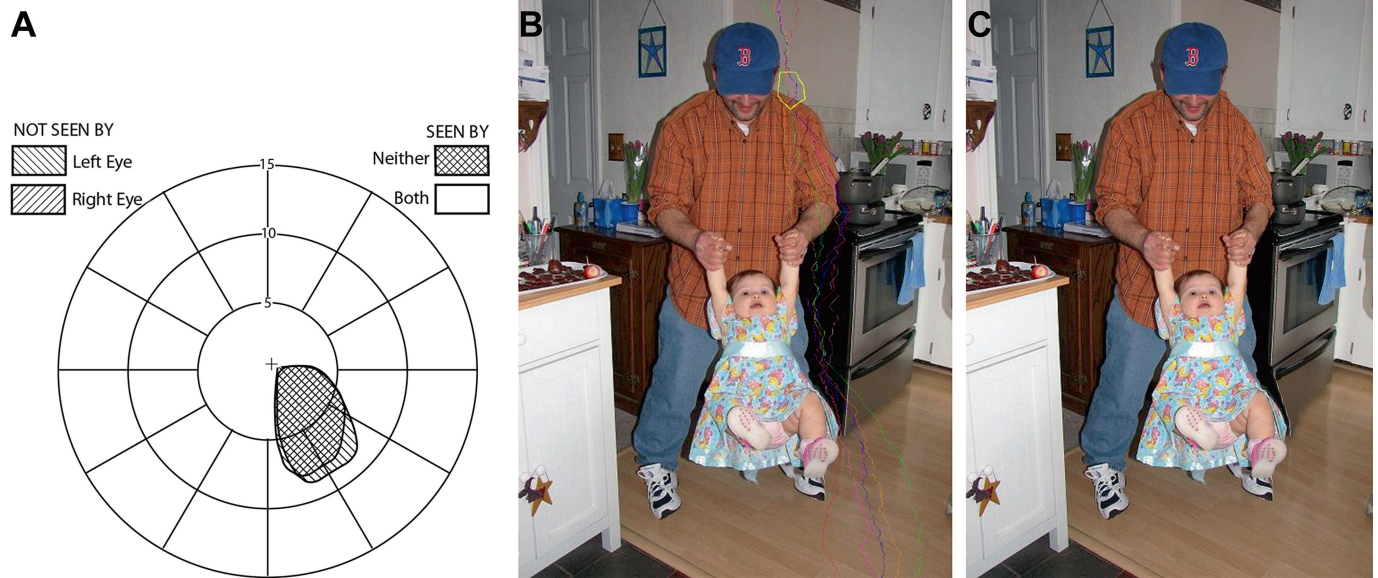 A
B
C
NOT SEEN BY
Left Eye
Right Eye
SEEN BY
Neither
Both
15
10
5
B
B